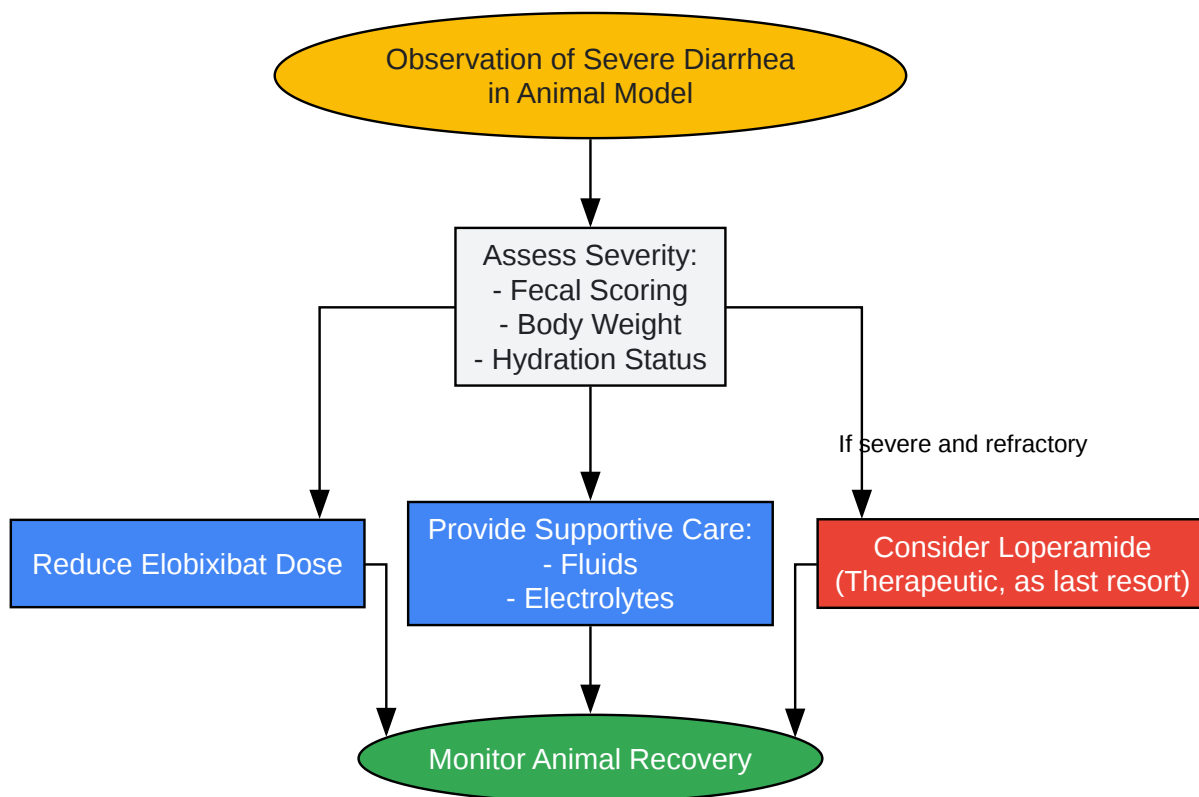 Observation of Severe Diarrhea
in Animal Model
Assess Severity:
- Fecal Scoring
- Body Weight
- Hydration Status
If severe and refractory
Reduce Elobixibat Dose
Provide Supportive Care:
- Fluids
- Electrolytes
Consider Loperamide
(Therapeutic, as last resort)
Monitor Animal Recovery